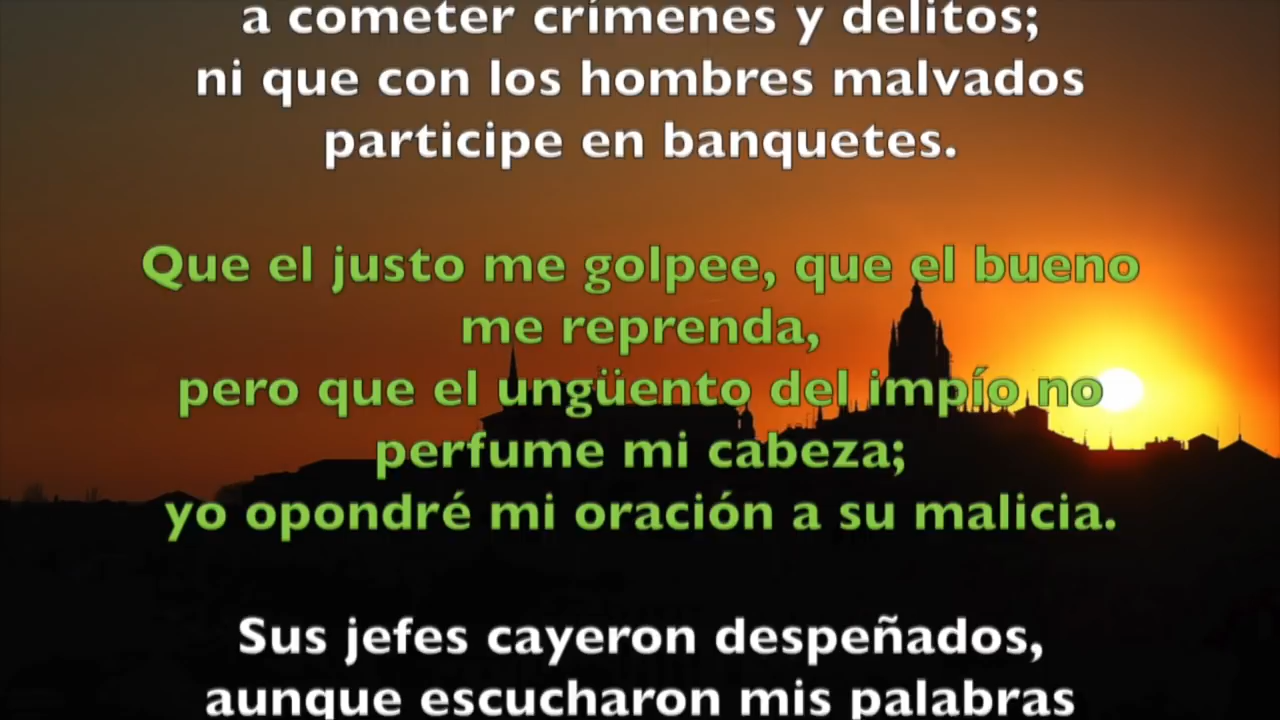 a cometer crímenes y delitos;
ni que con los hombres malvados
participe en banquetes.
Que el justo me golpee, que el bueno
me reprenda,
pero que el ungüento del impío no
perfume mi cabeza;
yo opondré mi oración a su malicia.
Sus jefes cayeron despeñados,
aunque escucharon mis palabras